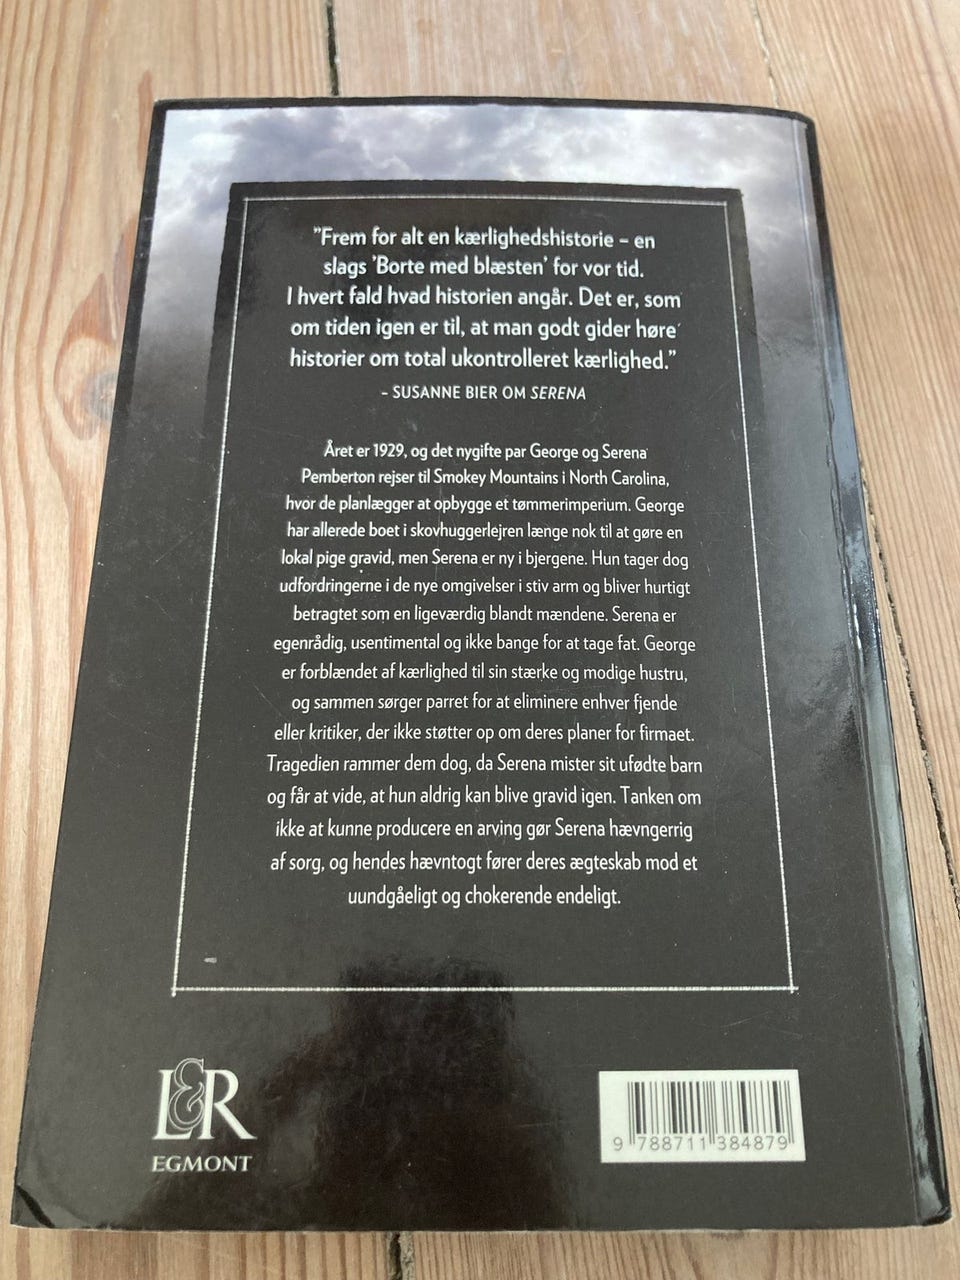 "Frem for alt en kærlighedshistorie – en
slags 'Borte med blæsten' for vor tid.
I hvert fald hvad historien angår. Det er, som
om tiden igen er til, at man godt gider høre
historier om total ukontrolleret kærlighed."
– SUSANNE BIER OM SERENA
Året er 1929, og det nygifte par George og Serena
Pemberton rejser til Smokey Mountains i North Carolina,
hvor de planlægger at opbygge et tømmerimperium. George
har allerede boet i skovhuggerlejren længe nok til at gøre en
lokal pige gravid, men Serena er ny i bjergene. Hun tager dog
udfordringerne i de nye omgivelser i stiv arm og bliver hurtigt
betragtet som en ligeværdig blandt mændene. Serena er
egenrådig, usentimental og ikke bange for at tage fat. George
er forblændet af kærlighed til sin stærke og modige hustru,
og sammen sørger parret for at eliminere enhver fjende
eller kritiker, der ikke støtter op om deres planer for firmaet.
Tragedien rammer dem dog, da Serena mister sit ufødte barn
og får at vide, at hun aldrig kan blive gravid igen. Tanken om
ikke at kunne producere en arving gør Serena hævngerrig
af sorg, og hendes hævntogt fører deres ægteskab mod et
uundgåeligt og chokerende endeligt.
L&R
EGMONT
9 788711 384879